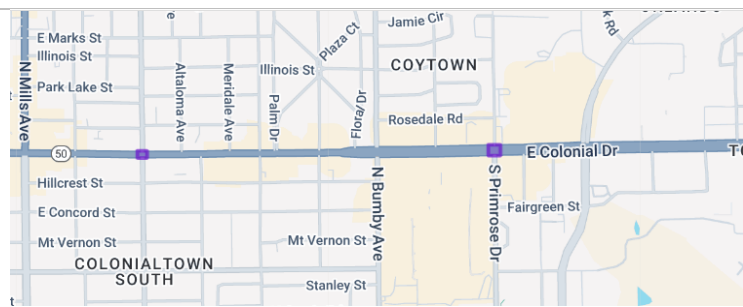 E Marks St
Illinois St
Park Lake St
N Mills Ave
Altaloma Ave
Meridale Ave
Palm Dr
Illinois St
Plaza Ct
Flora Dr
Jamie Cir
COYTOWN
Rosedale Rd
k Rd
50
E Colonial Dr
TO
Hillcrest St
E Concord St
Mt Vernon St
COLONIALTOWN
SOUTH
Mt Vernon St
Stanley St
N Bumby Ave
S Primrose Dr
Fairgreen St